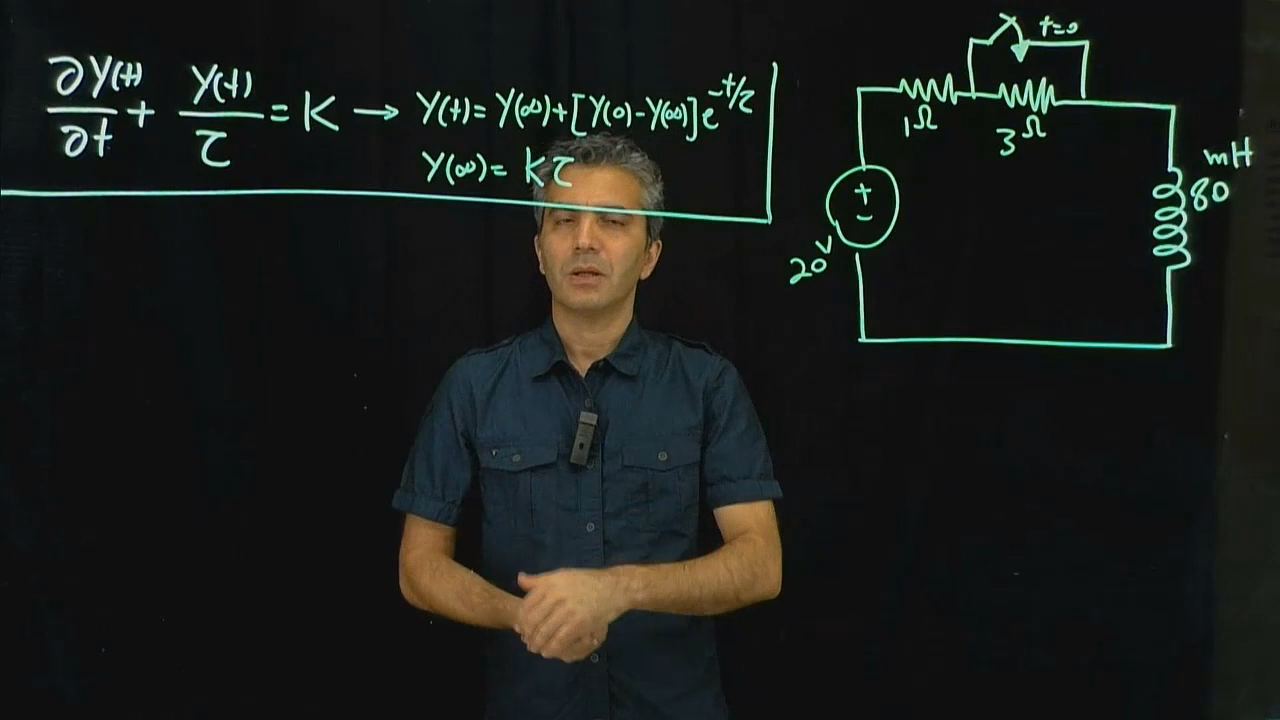 ∂Y(t)/∂t + Y(t)/τ = K → Y(t) = Y(∞) + [Y(0) - Y(∞)] e^-t/τ
Y(∞) = Kτ
t=0
1Ω
3Ω
mH
80
+
-
20V